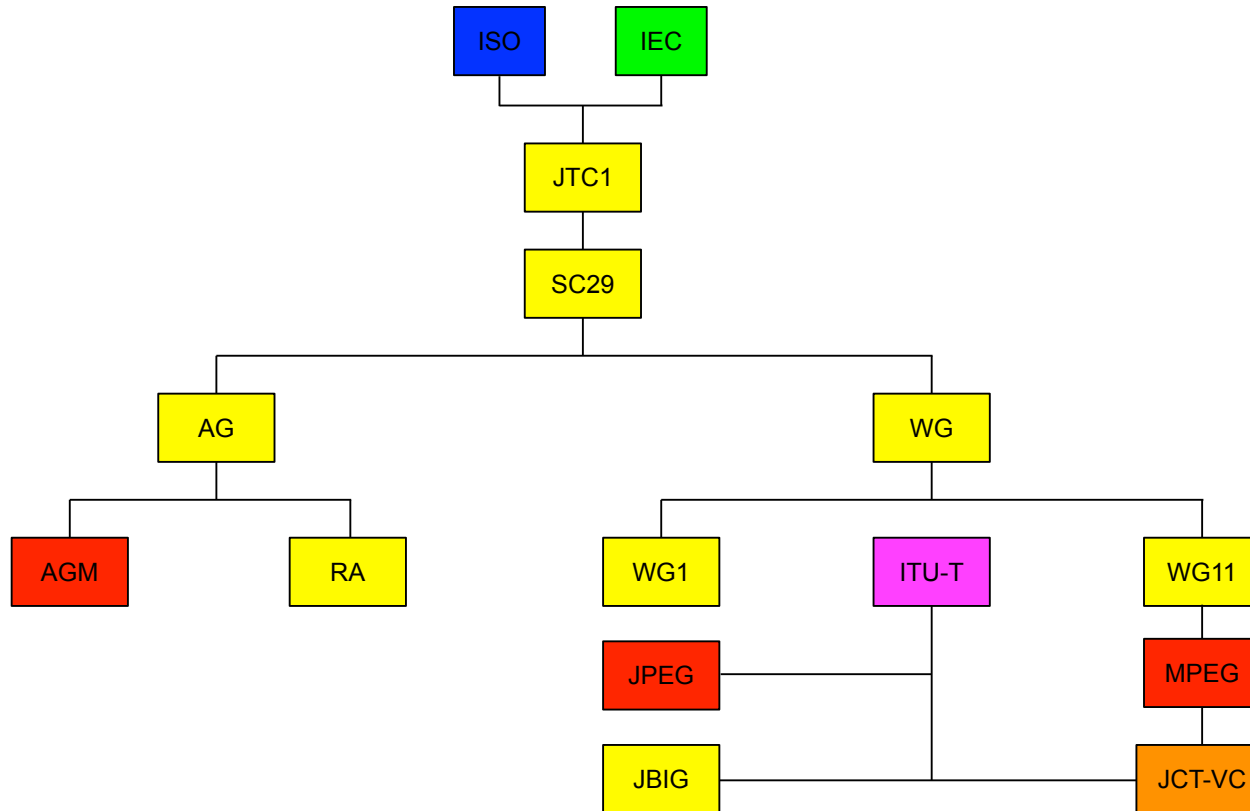 ISO
IEC
JTC1
SC29
AG
WG
AGM
RA
WG1
ITU-T
WG11
JPEG
MPEG
JBIG
JCT-VC